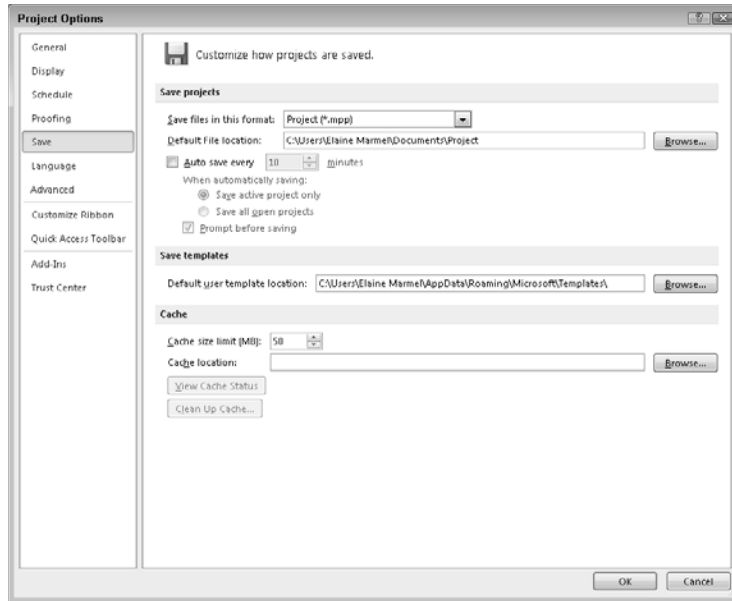 Project Options
General
Display
Schedule
Proofing
Save
Language
Advanced
Customize Ribbon
Quick Access Toolbar
Add-Ins
Trust Center
Customize how projects are saved.
Save projects
Save files in this format: Project (*.mpp)
Default File location: C:\Users\Elaine Marmel\Documents\Project Browse...
Auto save every 10 minutes
When automatically saving:
Save active project only
Save all open projects
Prompt before saving
Save templates
Default user template location: C:\Users\Elaine Marmel\AppData\Roaming\Microsoft\Templates\ Browse...
Cache
Cache size limit (MB): 50
Cache location: Browse...
View Cache Status
Clean Up Cache...
OK Cancel